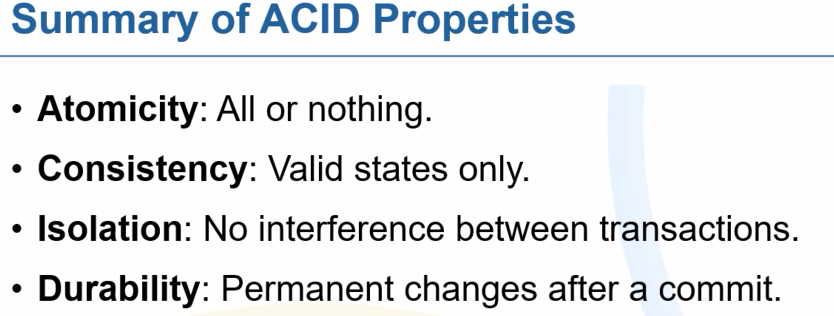 Summary of ACID Properties
• Atomicity: All or nothing.
• Consistency: Valid states only.
• Isolation: No interference between transactions.
• Durability: Permanent changes after a commit.